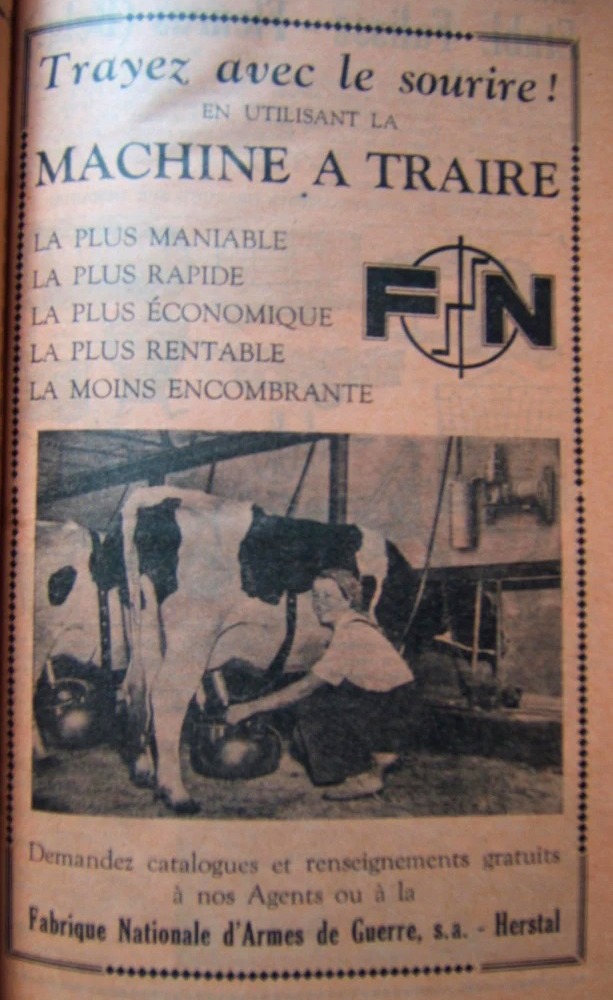 Trayez avec le sourire!
EN UTILISANT LA
MACHINE A TRAIRE
LA PLUS MANIABLE
LA PLUS RAPIDE
LA PLUS ÉCONOMIQUE
LA PLUS RENTABLE
LA MOINS ENCOMBRANTE
FN
Demandez catalogues et renseignements gratuits
à nos Agents ou à la
Fabrique Nationale d'Armes de Guerre, s.a. - Herstal